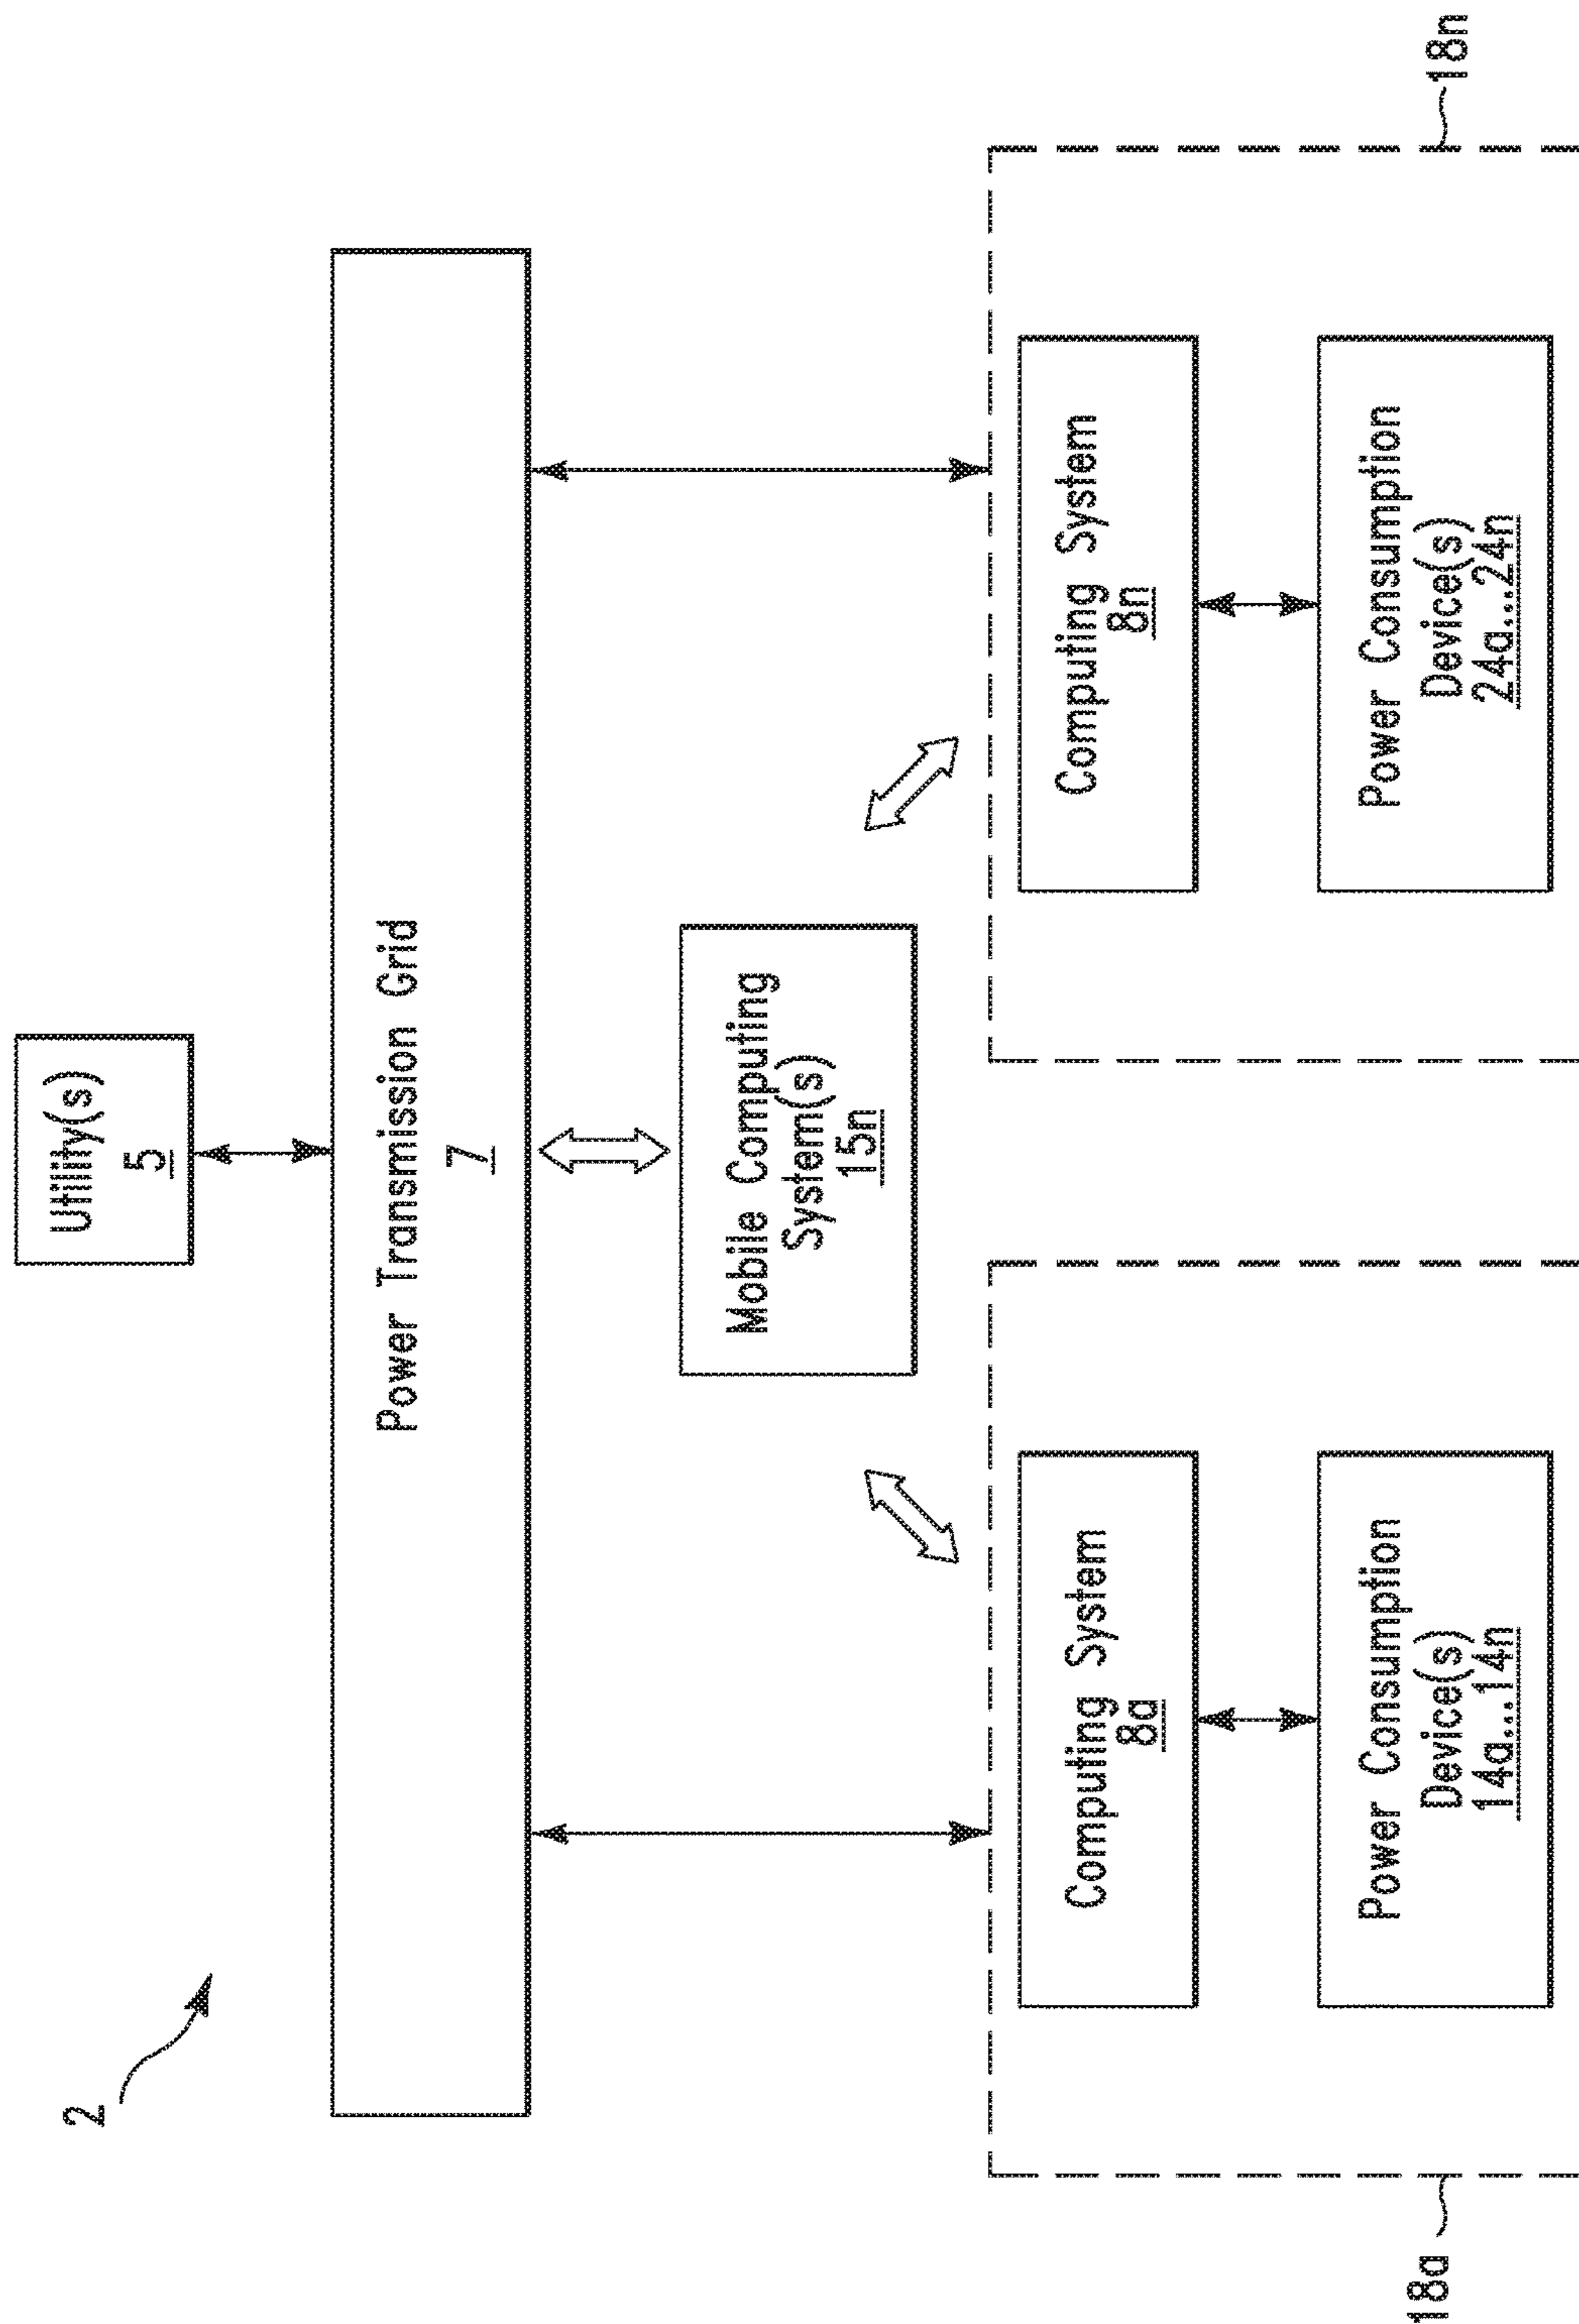 2
Utility(s)
5
Power Transmission Grid
7
Mobile Computing
System(s)
15n
Computing System
8a
Power Consumption
Device(s)
14a...14n
18a
Computing System
8n
Power Consumption
Device(s)
24a...24n
18n